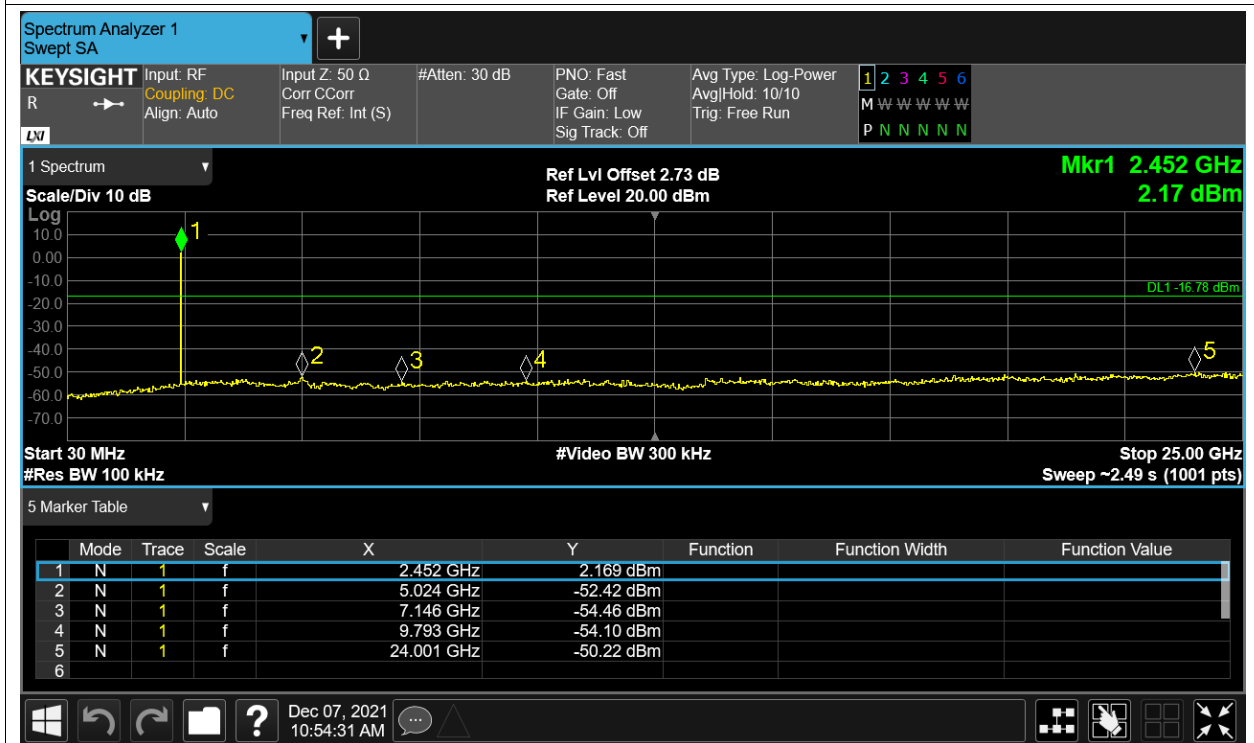 Spectrum Analyzer 1
Swept SA
KEYSIGHT Input: RF Input Z: 50 Ω #Atten: 30 dB PNO: Fast Avg Type: Log-Power 1 2 3 4 5 6
R Coupling: DC Corr CCorr Gate: Off Avg|Hold: 10/10 M W W W W W W
Align: Auto Freq Ref: Int (S) IF Gain: Low Trig: Free Run
LXI Sig Track: Off P N N N N N
1 Spectrum Ref Lvl Offset 2.73 dB Mkr1 2.452 GHz
Scale/Div 10 dB Ref Level 20.00 dBm 2.17 dBm
Log
10.0 1
0.00
-10.0
DL1 -16.78 dBm
-20.0
-30.0
-40.0 2 3 4 5
-50.0
-60.0
-70.0
Start 30 MHz #Video BW 300 kHz Stop 25.00 GHz
#Res BW 100 kHz Sweep ~2.49 s (1001 pts)
5 Marker Table
Mode Trace Scale X Y Function Function Width Function Value
1 N 1 f 2.452 GHz 2.169 dBm
2 N 1 f 5.024 GHz -52.42 dBm
3 N 1 f 7.146 GHz -54.46 dBm
4 N 1 f 9.793 GHz -54.10 dBm
5 N 1 f 24.001 GHz -50.22 dBm
6
? Dec 07, 2021
10:54:31 AM